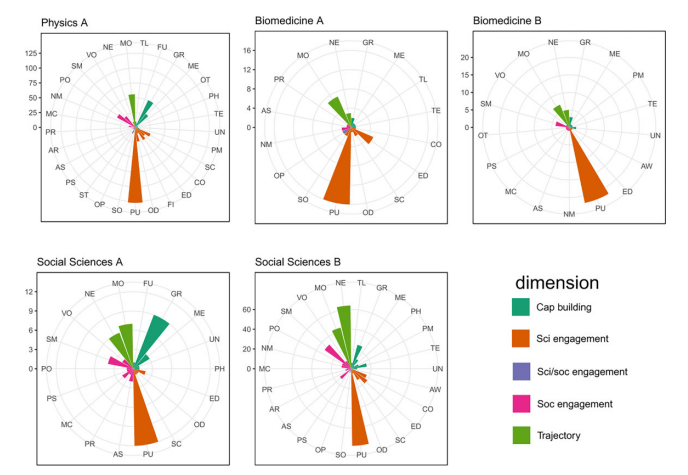 Physics A
125
100
75
50
25
0
MO
TL
FU
GR
ME
OT
PH
TE
UN
PM
SC
CO
ED
FI
OD
PU
SO
OP
ST
PS
AS
AR
PR
MC
NM
PO
SM
VO
NE
Biomedicine A
16
12
8
4
0
NE
GR
ME
TL
TE
CO
ED
SC
OD
PU
SO
OP
NM
AS
PR
MO
Biomedicine B
20
15
10
5
0
NE
GR
ME
PM
TE
UN
AW
ED
PU
NM
AS
MC
PS
OT
SM
VO
MO
Social Sciences A
12
9
6
3
0
MO
FU
GR
ME
UN
PH
ED
OD
SC
PU
AS
PR
MC
PS
PO
SM
VO
NE
Social Sciences B
60
40
20
0
NE
TL
GR
ME
PH
PM
TE
UN
AW
CO
ED
SC
OD
PU
SO
OP
PS
AS
AR
PR
MC
NM
PO
SM
VO
MO
dimension
Cap building
Sci engagement
Sci/soc engagement
Soc engagement
Trajectory